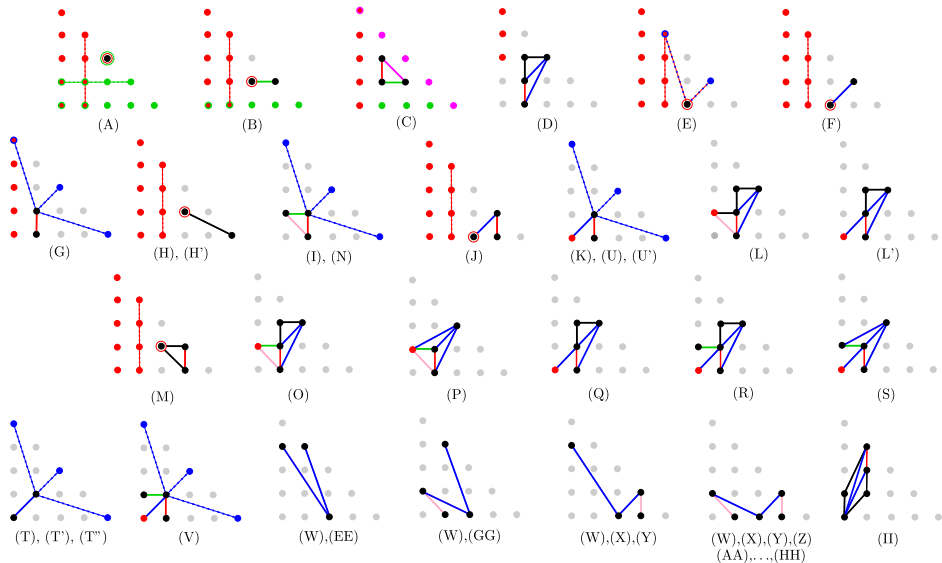 (A) (B) (C) (D) (E) (F)
(G) (H), (H') (I), (N) (J) (K), (U), (U') (L) (L')
(M) (O) (P) (Q) (R) (S)
(T), (T'), (T") (V) (W),(EE) (W),(GG) (W),(X),(Y) (W),(X),(Y),(Z) (II)
(AA),...,(HH)